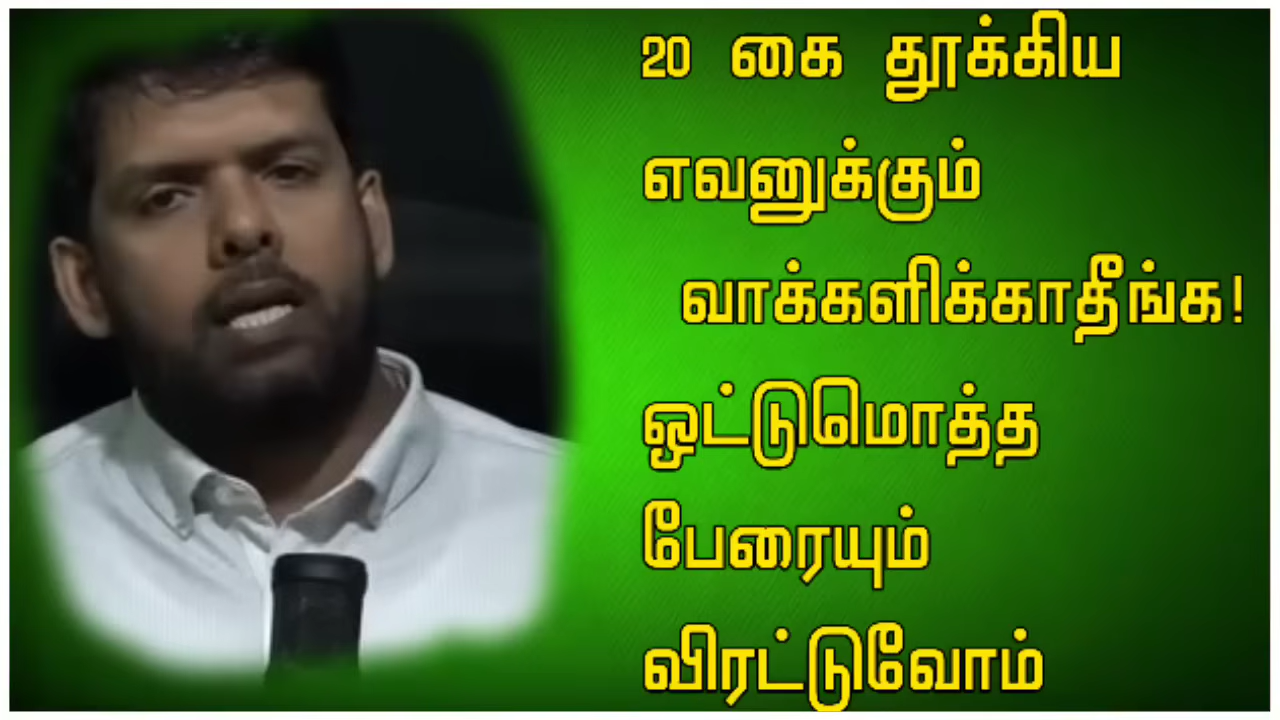 20 கை தூக்கிய
எவனுக்கும்
வாக்களிக்காதீங்க!
ஒட்டுமொத்த
பேரையும்
விரட்டுவோம்